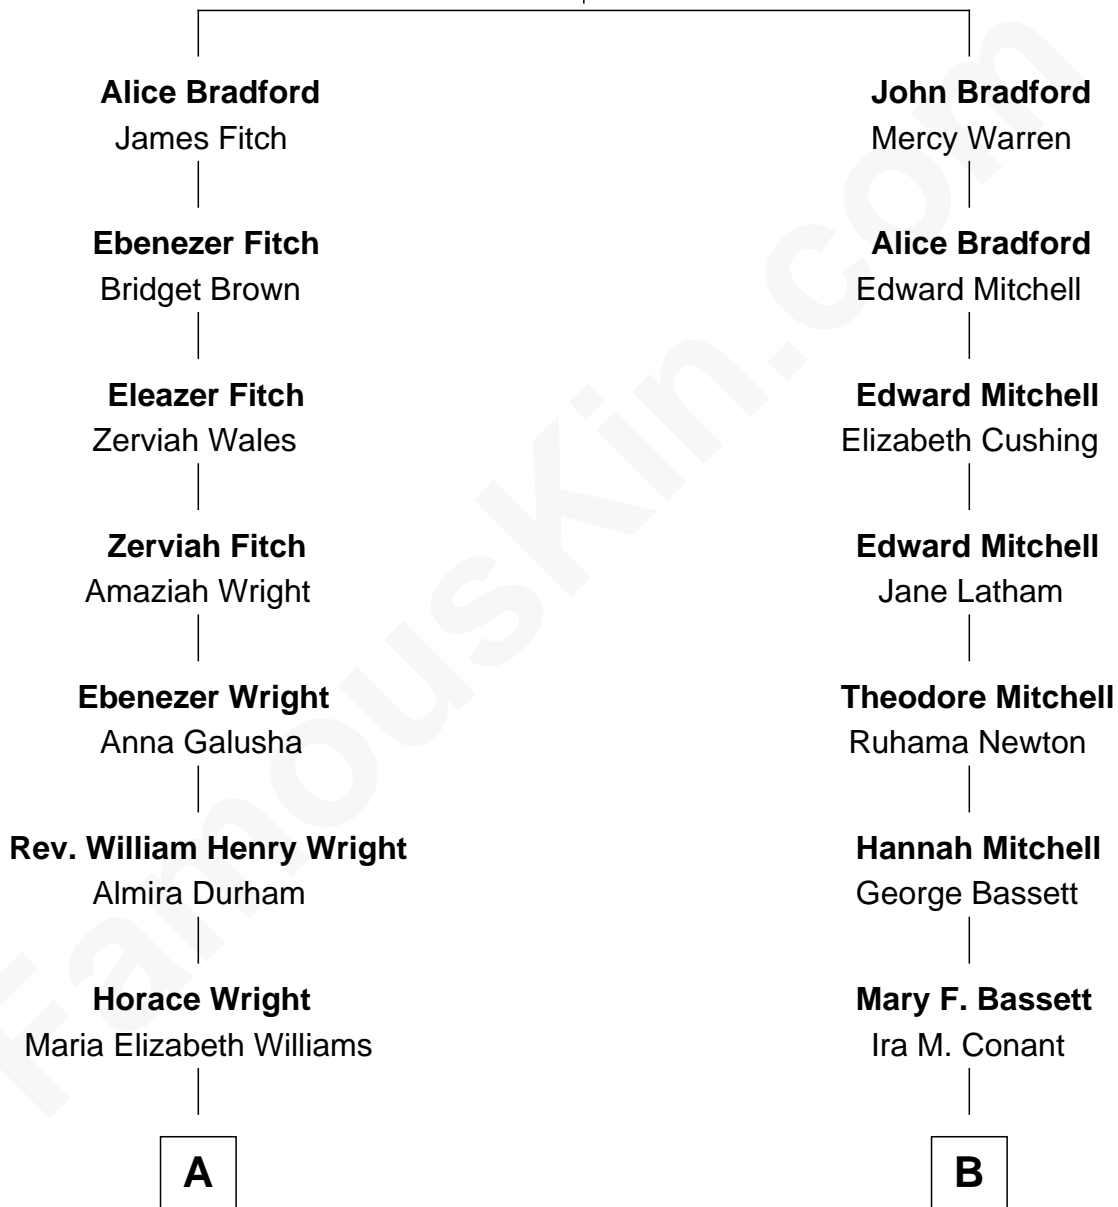 Alice Bradford
James Fitch
John Bradford
Mercy Warren
Ebenezer Fitch
Bridget Brown
Alice Bradford
Edward Mitchell
Eleazer Fitch
Zerviah Wales
Edward Mitchell
Elizabeth Cushing
Zerviah Fitch
Amaziah Wright
Edward Mitchell
Jane Latham
Ebenezer Wright
Anna Galusha
Theodore Mitchell
Ruhama Newton
Rev. William Henry Wright
Almira Durham
Hannah Mitchell
George Bassett
Horace Wright
Maria Elizabeth Williams
Mary F. Bassett
Ira M. Conant
A
B
FamousKin.com